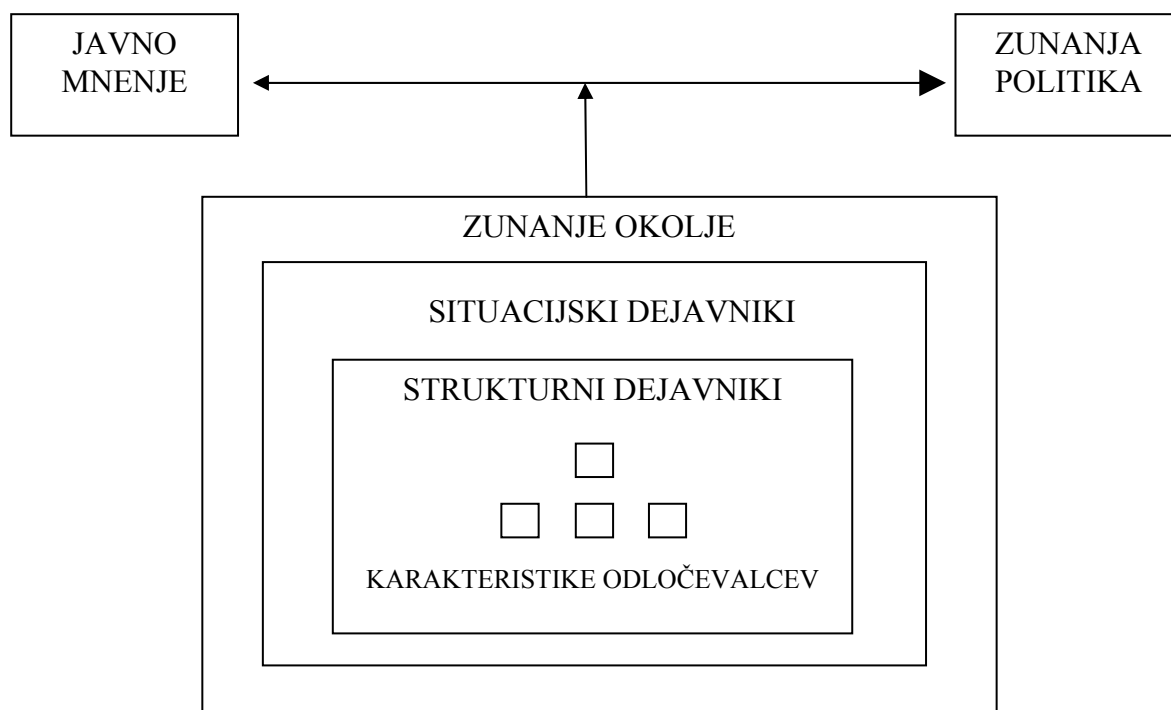 JAVNO
MNENJE
ZUNANJA
POLITIKA
ZUNANJE OKOLJE
SITUACIJSKI DEJAVNIKI
STRUKTURNI DEJAVNIKI
KARAKTERISTIKE ODLOČEVALCEV